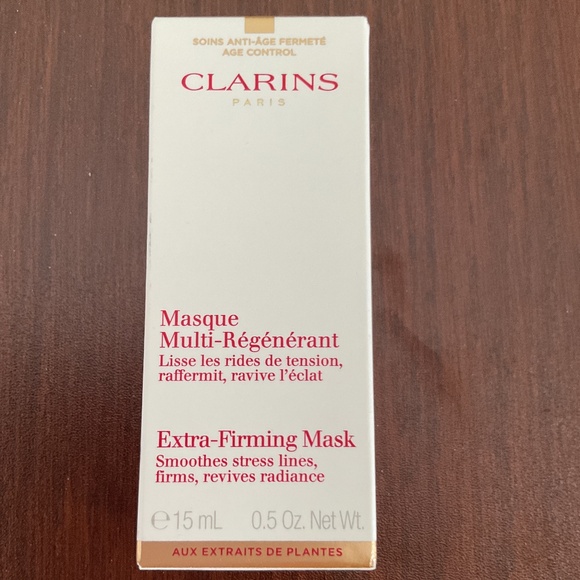 SOINS ANTI-ÂGE FERMETÉ
AGE CONTROL
CLARINS
PARIS
Masque
Multi-Régénérant
Lisse les rides de tension,
raffermit, ravive l'éclat
Extra-Firming Mask
Smoothes stress lines,
firms, revives radiance
℮ 15 mL 0.5 Oz. Net Wt.
AUX EXTRAITS DE PLANTES